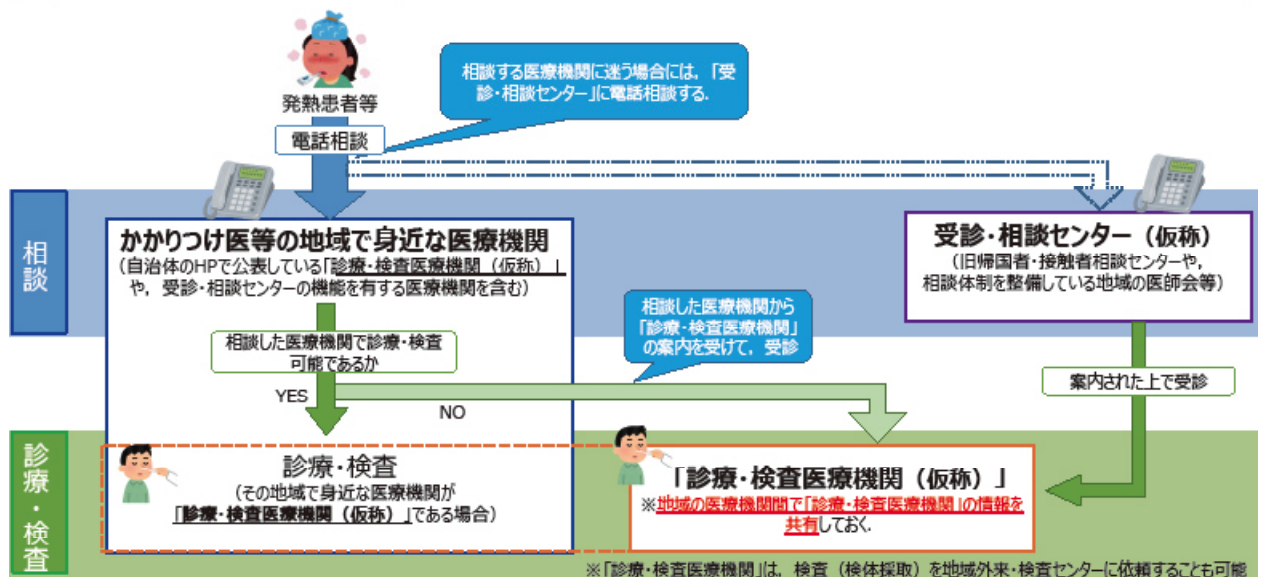 発熱患者等
電話相談
相談する医療機関に迷う場合には，「受
診・相談センター」に電話相談する．
相談
かかりつけ医等の地域で身近な医療機関
（自治体のHPで公表している「診療・検査医療機関（仮称）」
や，受診・相談センターの機能を有する医療機関を含む）
受診・相談センター（仮称）
（旧帰国者・接触者相談センターや，
相談体制を整備している地域の医師会等）
相談した医療機関で診療・検査
可能であるか
相談した医療機関から
「診療・検査医療機関」
の案内を受けて，受診
案内された上で受診
YES
NO
診療・検査
診療・検査
（その地域で身近な医療機関が
「診療・検査医療機関（仮称）」である場合）
「診療・検査医療機関（仮称）」
※地域の医療機関間で「診療・検査医療機関」の情報を
共有しておく．
※「診療・検査医療機関」は，検査（検体採取）を地域外来・検査センターに依頼することも可能